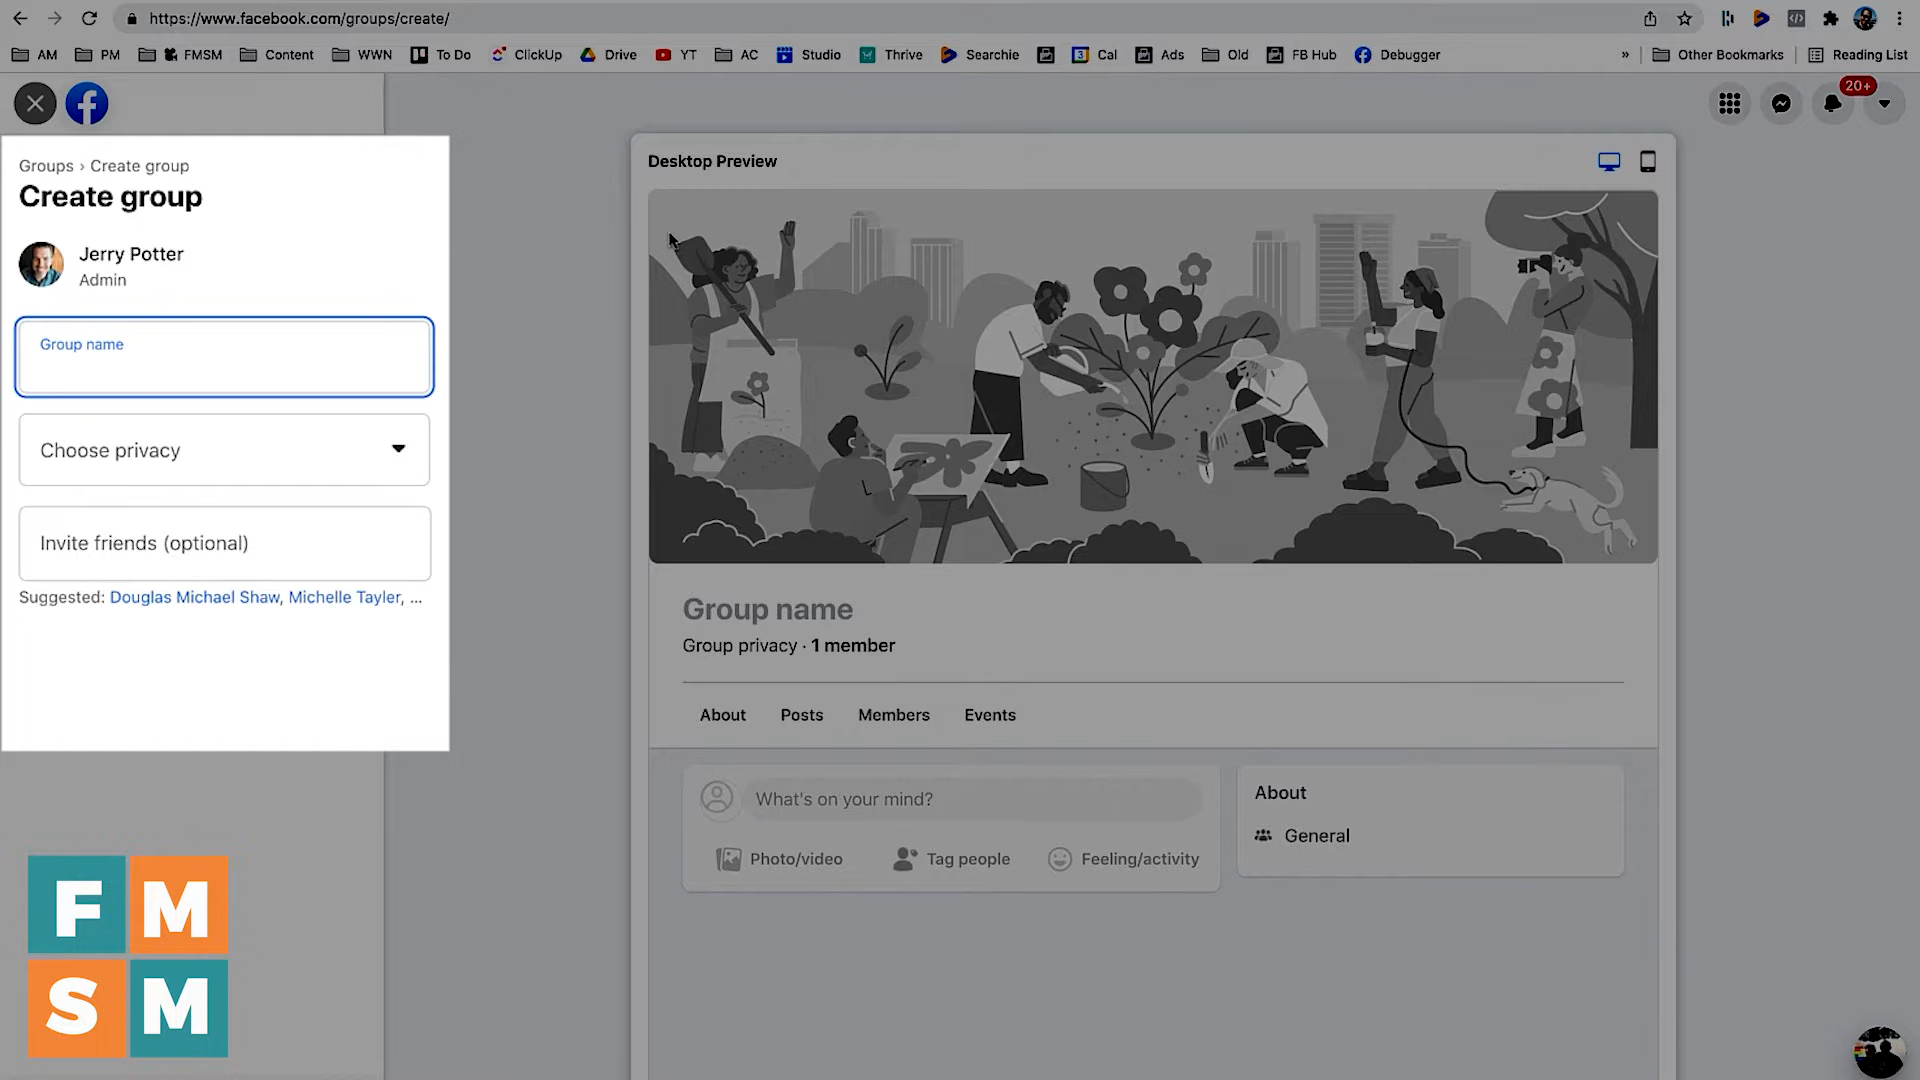 https://www.facebook.com/groups/create/
AM PM FMSM Content WWN To Do ClickUp Drive YT AC Studio Thrive Searchie 3 Cal Ads Old FB Hub Debugger » Other Bookmarks Reading List
20+
Groups › Create group
Create group
Jerry Potter
Admin
Group name
Choose privacy
Invite friends (optional)
Suggested: Douglas Michael Shaw, Michelle Tayler, ...
F M
S M
Desktop Preview
Group name
Group privacy · 1 member
About Posts Members Events
What's on your mind?
Photo/video Tag people Feeling/activity
About
General